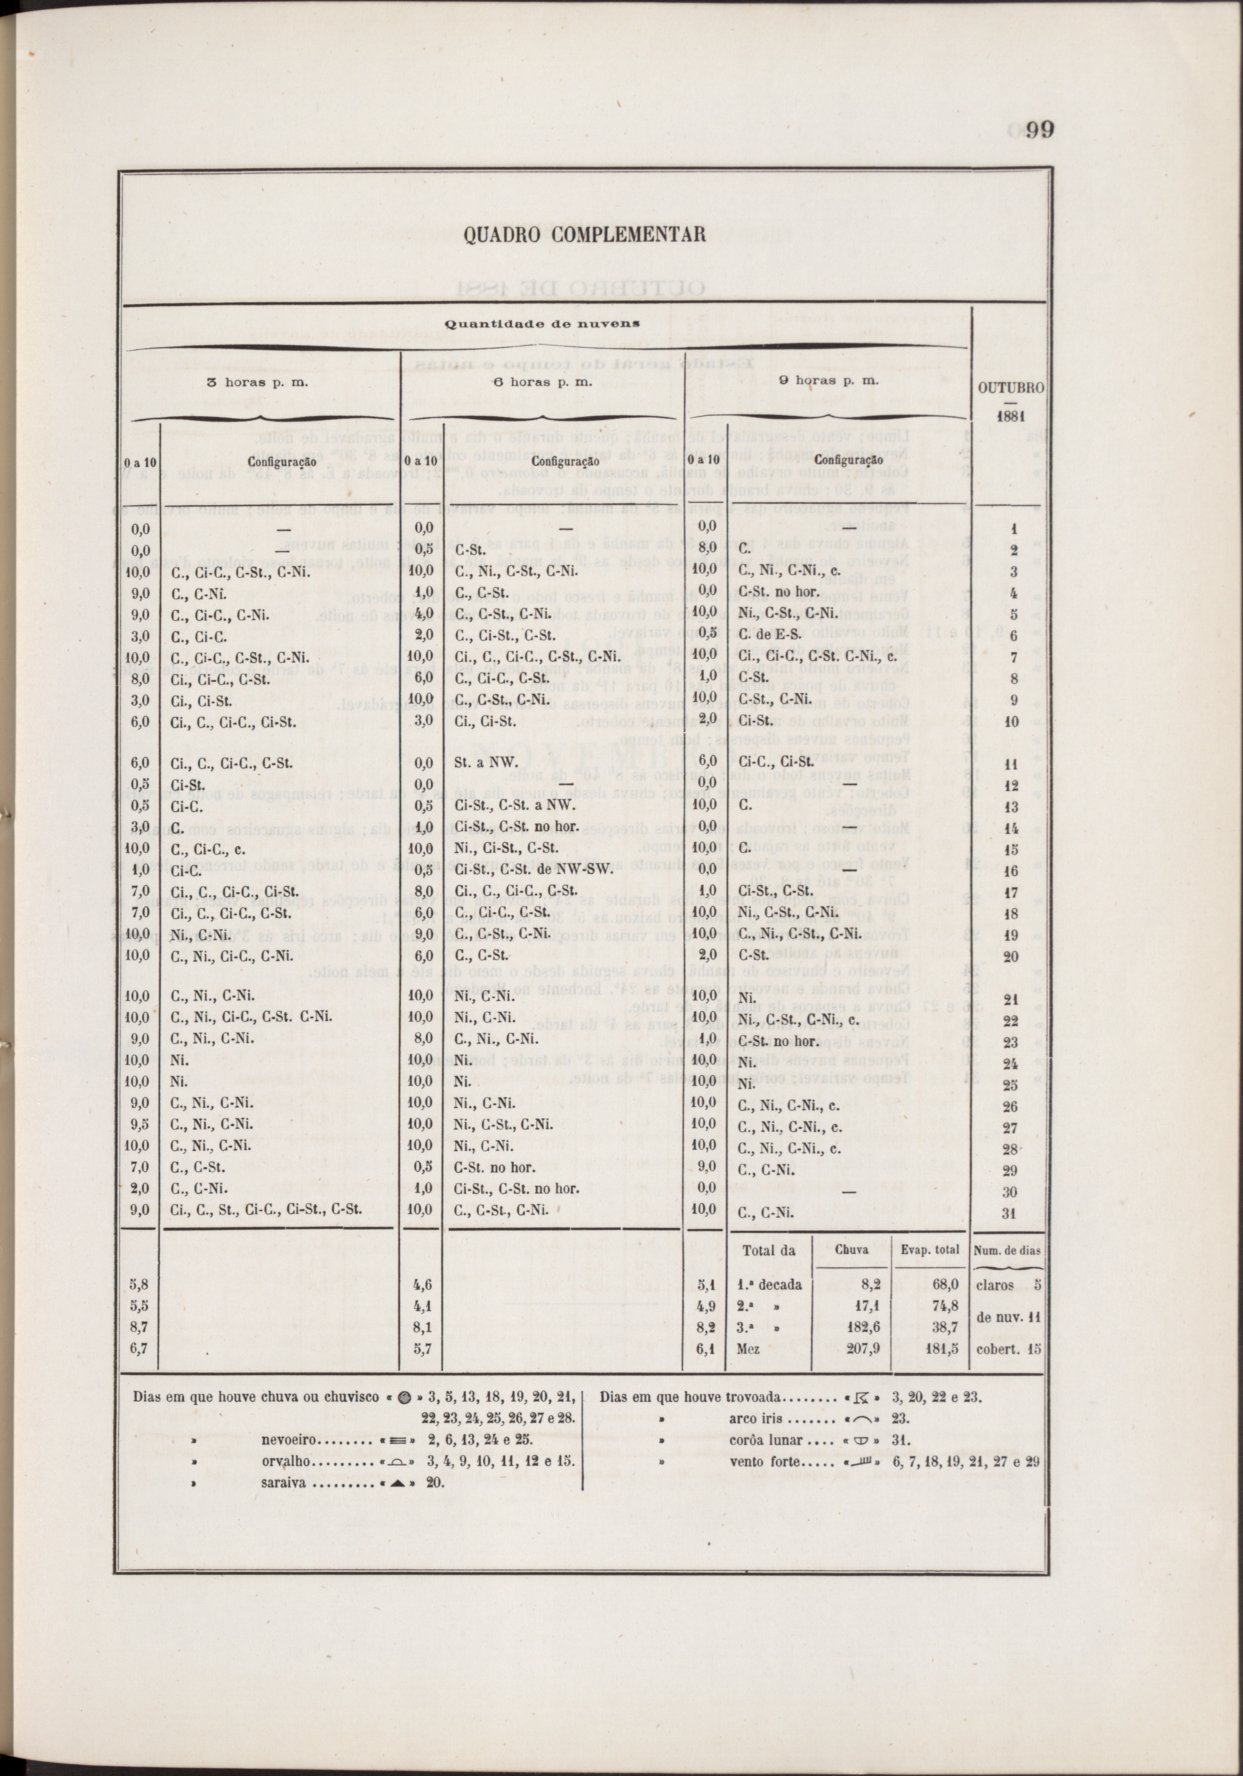 99
QUADRO COMPLEMENTAR
Quantidade de nuvens
3 horas p. m. 6 horas p. m. 9 horas p. m. OUTUBRO — 1881
0 a 10 Configuração 0 a 10 Configuração 0 a 10 Configuração
0,0 — 0,0 — 0,0 — 1
0,0 — 0,5 C-St. 8,0 C. 2
10,0 C., Ci-C., C-St., C-Ni. 10,0 C., Ni., C-St., C-Ni. 10,0 C., Ni., C-Ni., c. 3
9,0 C., C-Ni. 1,0 C., C-St. 0,0 C-St. no hor. 4
9,0 C., Ci-C., C-Ni. 4,0 C., C-St., C-Ni. 10,0 Ni., C-St., C-Ni. 5
3,0 C., Ci-C. 2,0 C., Ci-St., C-St. 0,5 C. de E-S. 6
10,0 C., Ci-C., C-St., C-Ni. 10,0 Ci., C., Ci-C., C-St., C-Ni. 10,0 Ci., Ci-C., C-St. C-Ni., c. 7
8,0 Ci., Ci-C., C-St. 6,0 C., Ci-C., C-St. 1,0 C-St. 8
3,0 Ci., Ci-St. 10,0 C., C-St., C-Ni. 10,0 C-St., C-Ni. 9
6,0 Ci., C., Ci-C., Ci-St. 3,0 Ci., Ci-St. 2,0 Ci-St. 10
6,0 Ci., C., Ci-C., C-St. 0,0 St. a NW. 6,0 Ci-C., Ci-St. 11
0,5 Ci-St. 0,0 — 0,0 — 12
0,5 Ci-C. 0,5 Ci-St., C-St. a NW. 10,0 C. 13
3,0 C. 1,0 Ci-St., C-St. no hor. 0,0 — 14
10,0 C., Ci-C., c. 10,0 Ni., Ci-St., C-St. 10,0 C. 15
1,0 Ci-C. 0,5 Ci-St., C-St. de NW-SW. 0,0 — 16
7,0 Ci., C., Ci-C., Ci-St. 8,0 Ci., C., Ci-C., C-St. 1,0 Ci-St., C-St. 17
7,0 Ci., C., Ci-C., C-St. 6,0 C., Ci-C., C-St. 10,0 Ni., C-St., C-Ni. 18
10,0 Ni., C-Ni. 9,0 C., C-St., C-Ni. 10,0 C., Ni., C-St., C-Ni. 19
10,0 C., Ni., Ci-C., C-Ni. 6,0 C., C-St. 2,0 C-St. 20
10,0 C., Ni., C-Ni. 10,0 Ni., C-Ni. 10,0 Ni. 21
10,0 C., Ni., Ci-C., C-St. C-Ni. 10,0 Ni., C-Ni. 10,0 Ni., C-St., C-Ni., c. 22
9,0 C., Ni., C-Ni. 8,0 C., Ni., C-Ni. 1,0 C-St. no hor. 23
10,0 Ni. 10,0 Ni. 10,0 Ni. 24
10,0 Ni. 10,0 Ni. 10,0 Ni. 25
9,0 C., Ni., C-Ni. 10,0 Ni., C-Ni. 10,0 C., Ni., C-Ni., c. 26
9,5 C., Ni., C-Ni. 10,0 Ni., C-St., C-Ni. 10,0 C., Ni., C-Ni., c. 27
10,0 C., Ni., C-Ni. 10,0 Ni., C-Ni. 10,0 C., Ni., C-Ni., c. 28
7,0 C., C-St. 0,5 C-St. no hor. 9,0 C., C-Ni. 29
2,0 C., C-Ni. 1,0 Ci-St., C-St. no hor. 0,0 — 30
9,0 Ci., C., St., Ci-C., Ci-St., C-St. 10,0 C., C-St., C-Ni. 10,0 C., C-Ni. 31
Total da Chuva Evap. total Num. de dias
5,8 4,6 5,1 1.ª decada 8,2 68,0 claros 5
5,5 4,1 4,9 2.ª » 17,1 74,8
de nuv. 11
8,7 8,1 8,2 3.ª » 182,6 38,7
6,7 5,7 6,1 Mez 207,9 181,5 cobert. 15
Dias em que houve chuva ou chuvisco « » 3, 5, 13, 18, 19, 20, 21,
22, 23, 24, 25, 26, 27 e 28.
» nevoeiro........ « » 2, 6, 13, 24 e 25.
» orvalho......... « » 3, 4, 9, 10, 11, 12 e 15.
» saraiva ......... « » 20.
Dias em que houve trovoada........ « » 3, 20, 22 e 23.
» arco iris ....... « » 23.
» corôa lunar .... « » 31.
» vento forte..... « » 6, 7, 18, 19, 21, 27 e 29